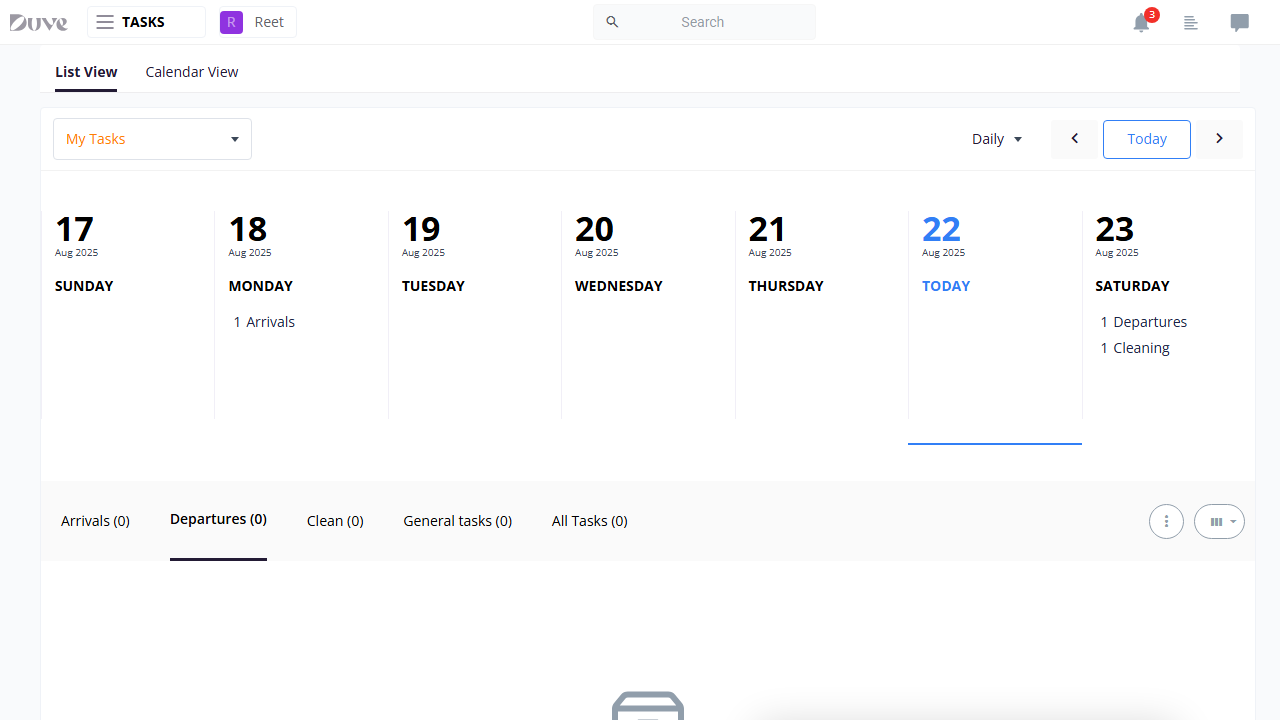 Duve
TASKS
R Reet
Search
3
List View Calendar View
My Tasks
Daily
Today
17
Aug 2025
SUNDAY
18
Aug 2025
MONDAY
1 Arrivals
19
Aug 2025
TUESDAY
20
Aug 2025
WEDNESDAY
21
Aug 2025
THURSDAY
22
Aug 2025
TODAY
23
Aug 2025
SATURDAY
1 Departures
1 Cleaning
Arrivals (0) Departures (0) Clean (0) General tasks (0) All Tasks (0)